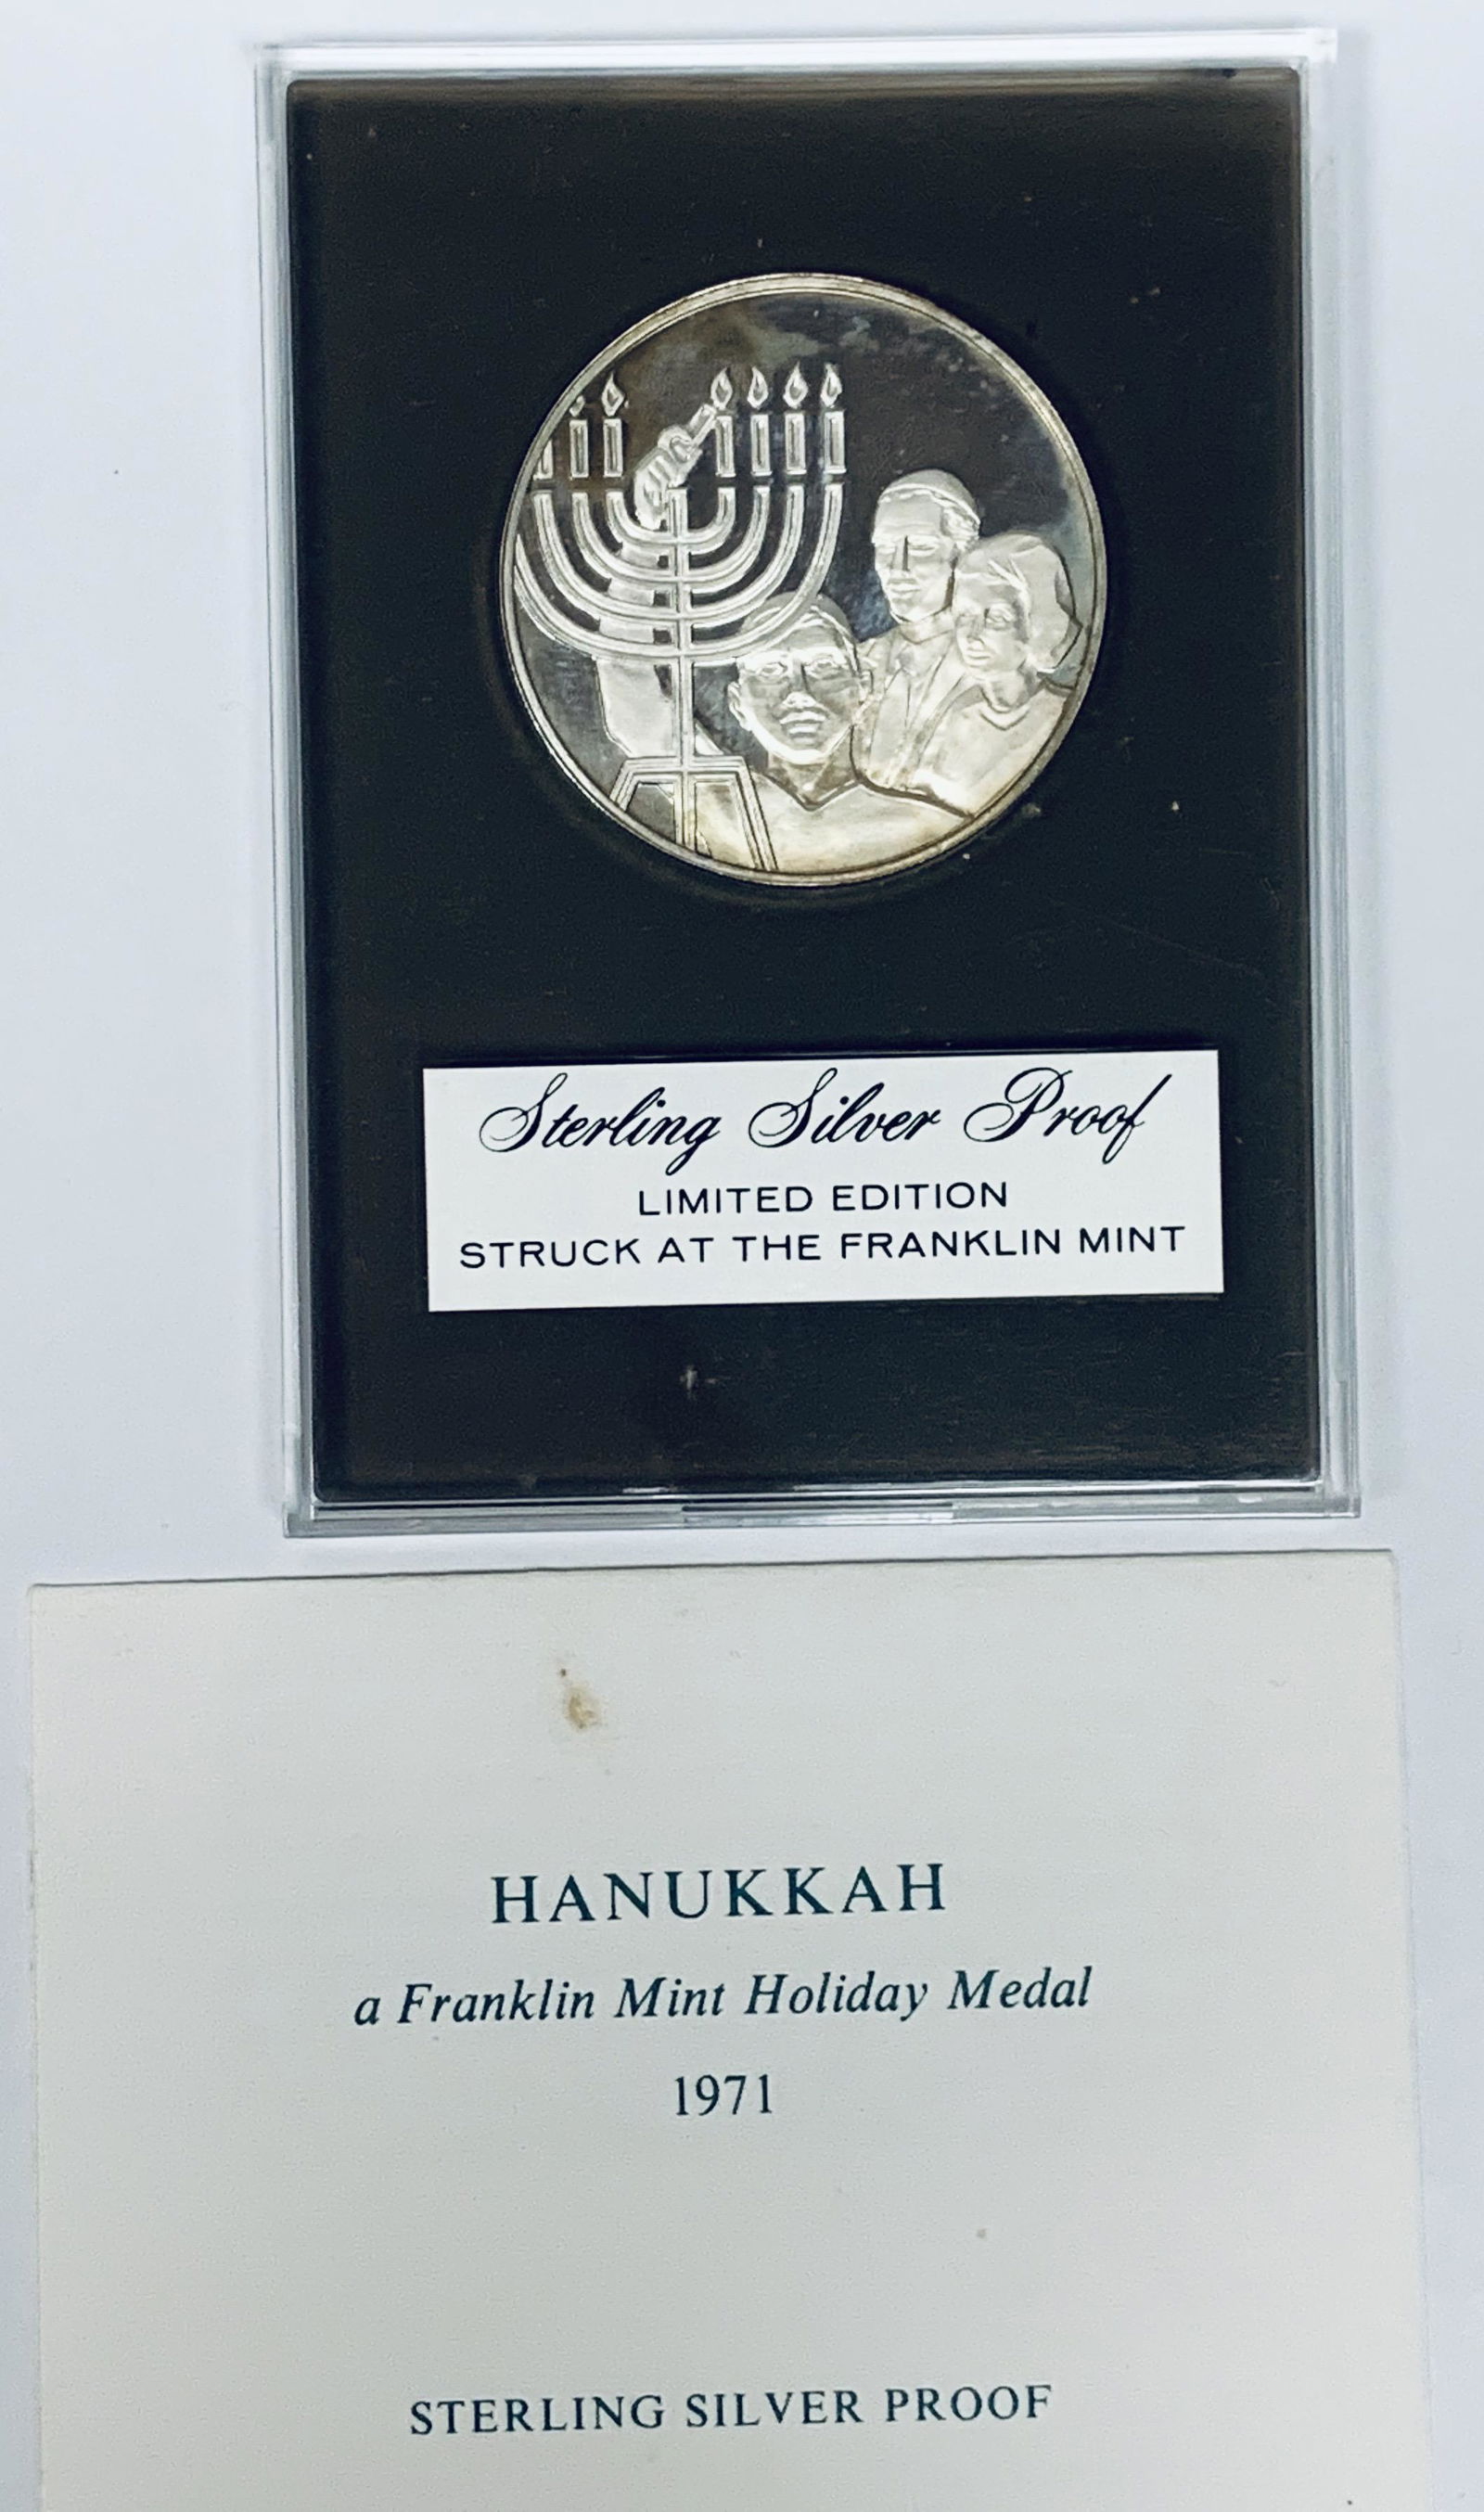 Sterling Silver Proof
LIMITED EDITION
STRUCK AT THE FRANKLIN MINT
HANUKKAH
a Franklin Mint Holiday Medal
1971
STERLING SILVER PROOF